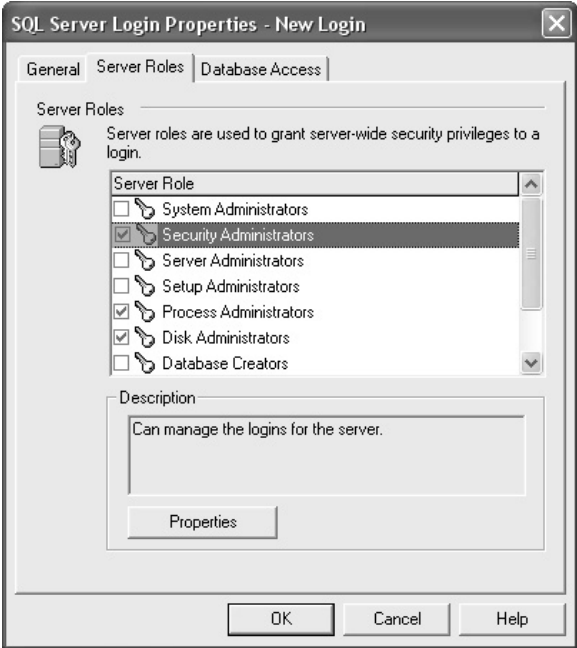 SQL Server Login Properties - New Login
General Server Roles Database Access
Server Roles
Server roles are used to grant server-wide security privileges to a
login.
Server Role
System Administrators
Security Administrators
Server Administrators
Setup Administrators
Process Administrators
Disk Administrators
Database Creators
Description
Can manage the logins for the server.
Properties
OK Cancel Help